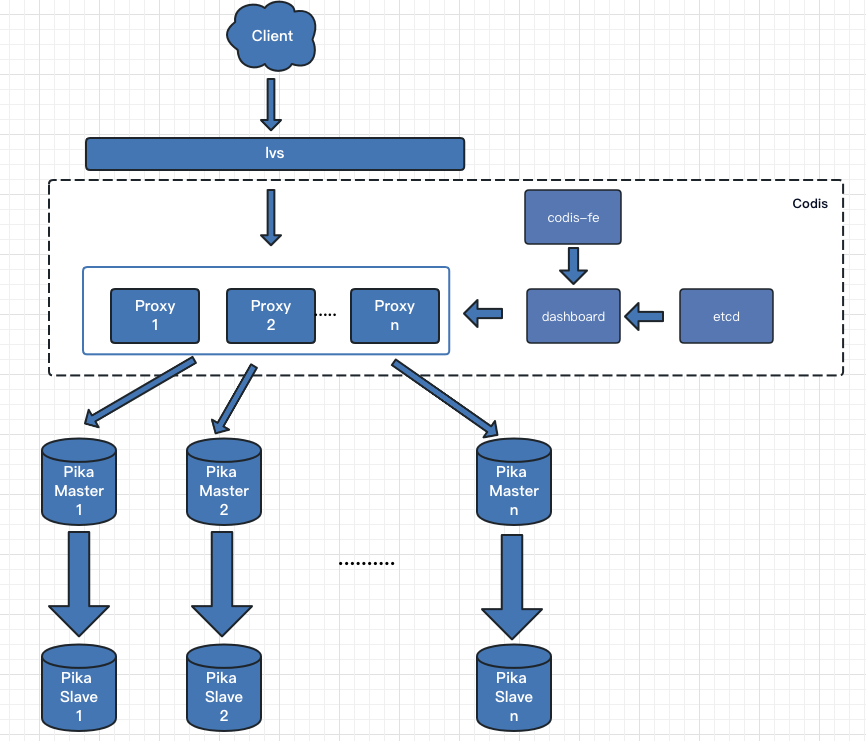 Client
lvs
Codis
codis-fe
Proxy
1
Proxy
2
......
Proxy
n
dashboard
etcd
Pika
Master
1
Pika
Master
2
Pika
Master
n
..........
Pika
Slave
1
Pika
Slave
2
Pika
Slave
n